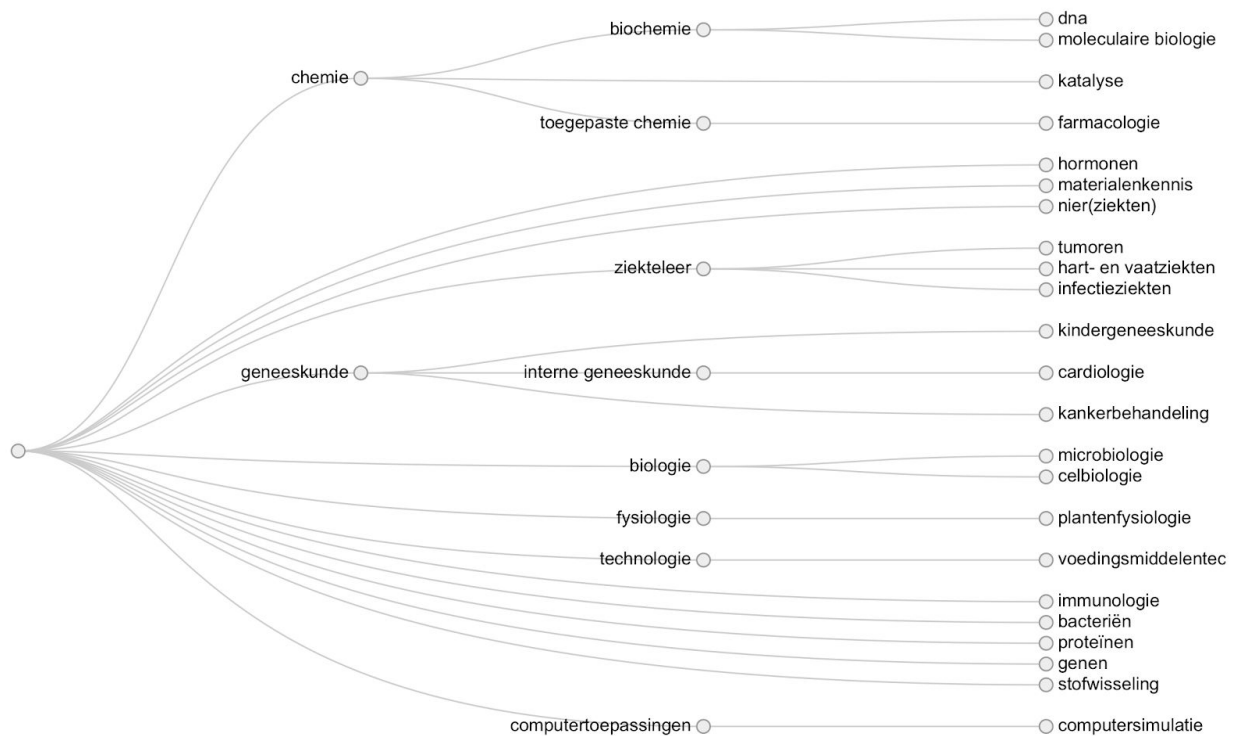 dna
biochemie
moleculaire biologie
chemie
katalyse
toegepaste chemie
farmacologie
hormonen
materialenkennis
nier(ziekten)
tumoren
ziekteleer
hart- en vaatziekten
infectieziekten
kindergeneeskunde
geneeskunde
interne geneeskunde
cardiologie
kankerbehandeling
microbiologie
biologie
celbiologie
fysiologie
plantenfysiologie
technologie
voedingsmiddelentec
immunologie
bacteriën
proteïnen
genen
stofwisseling
computertoepassingen
computersimulatie